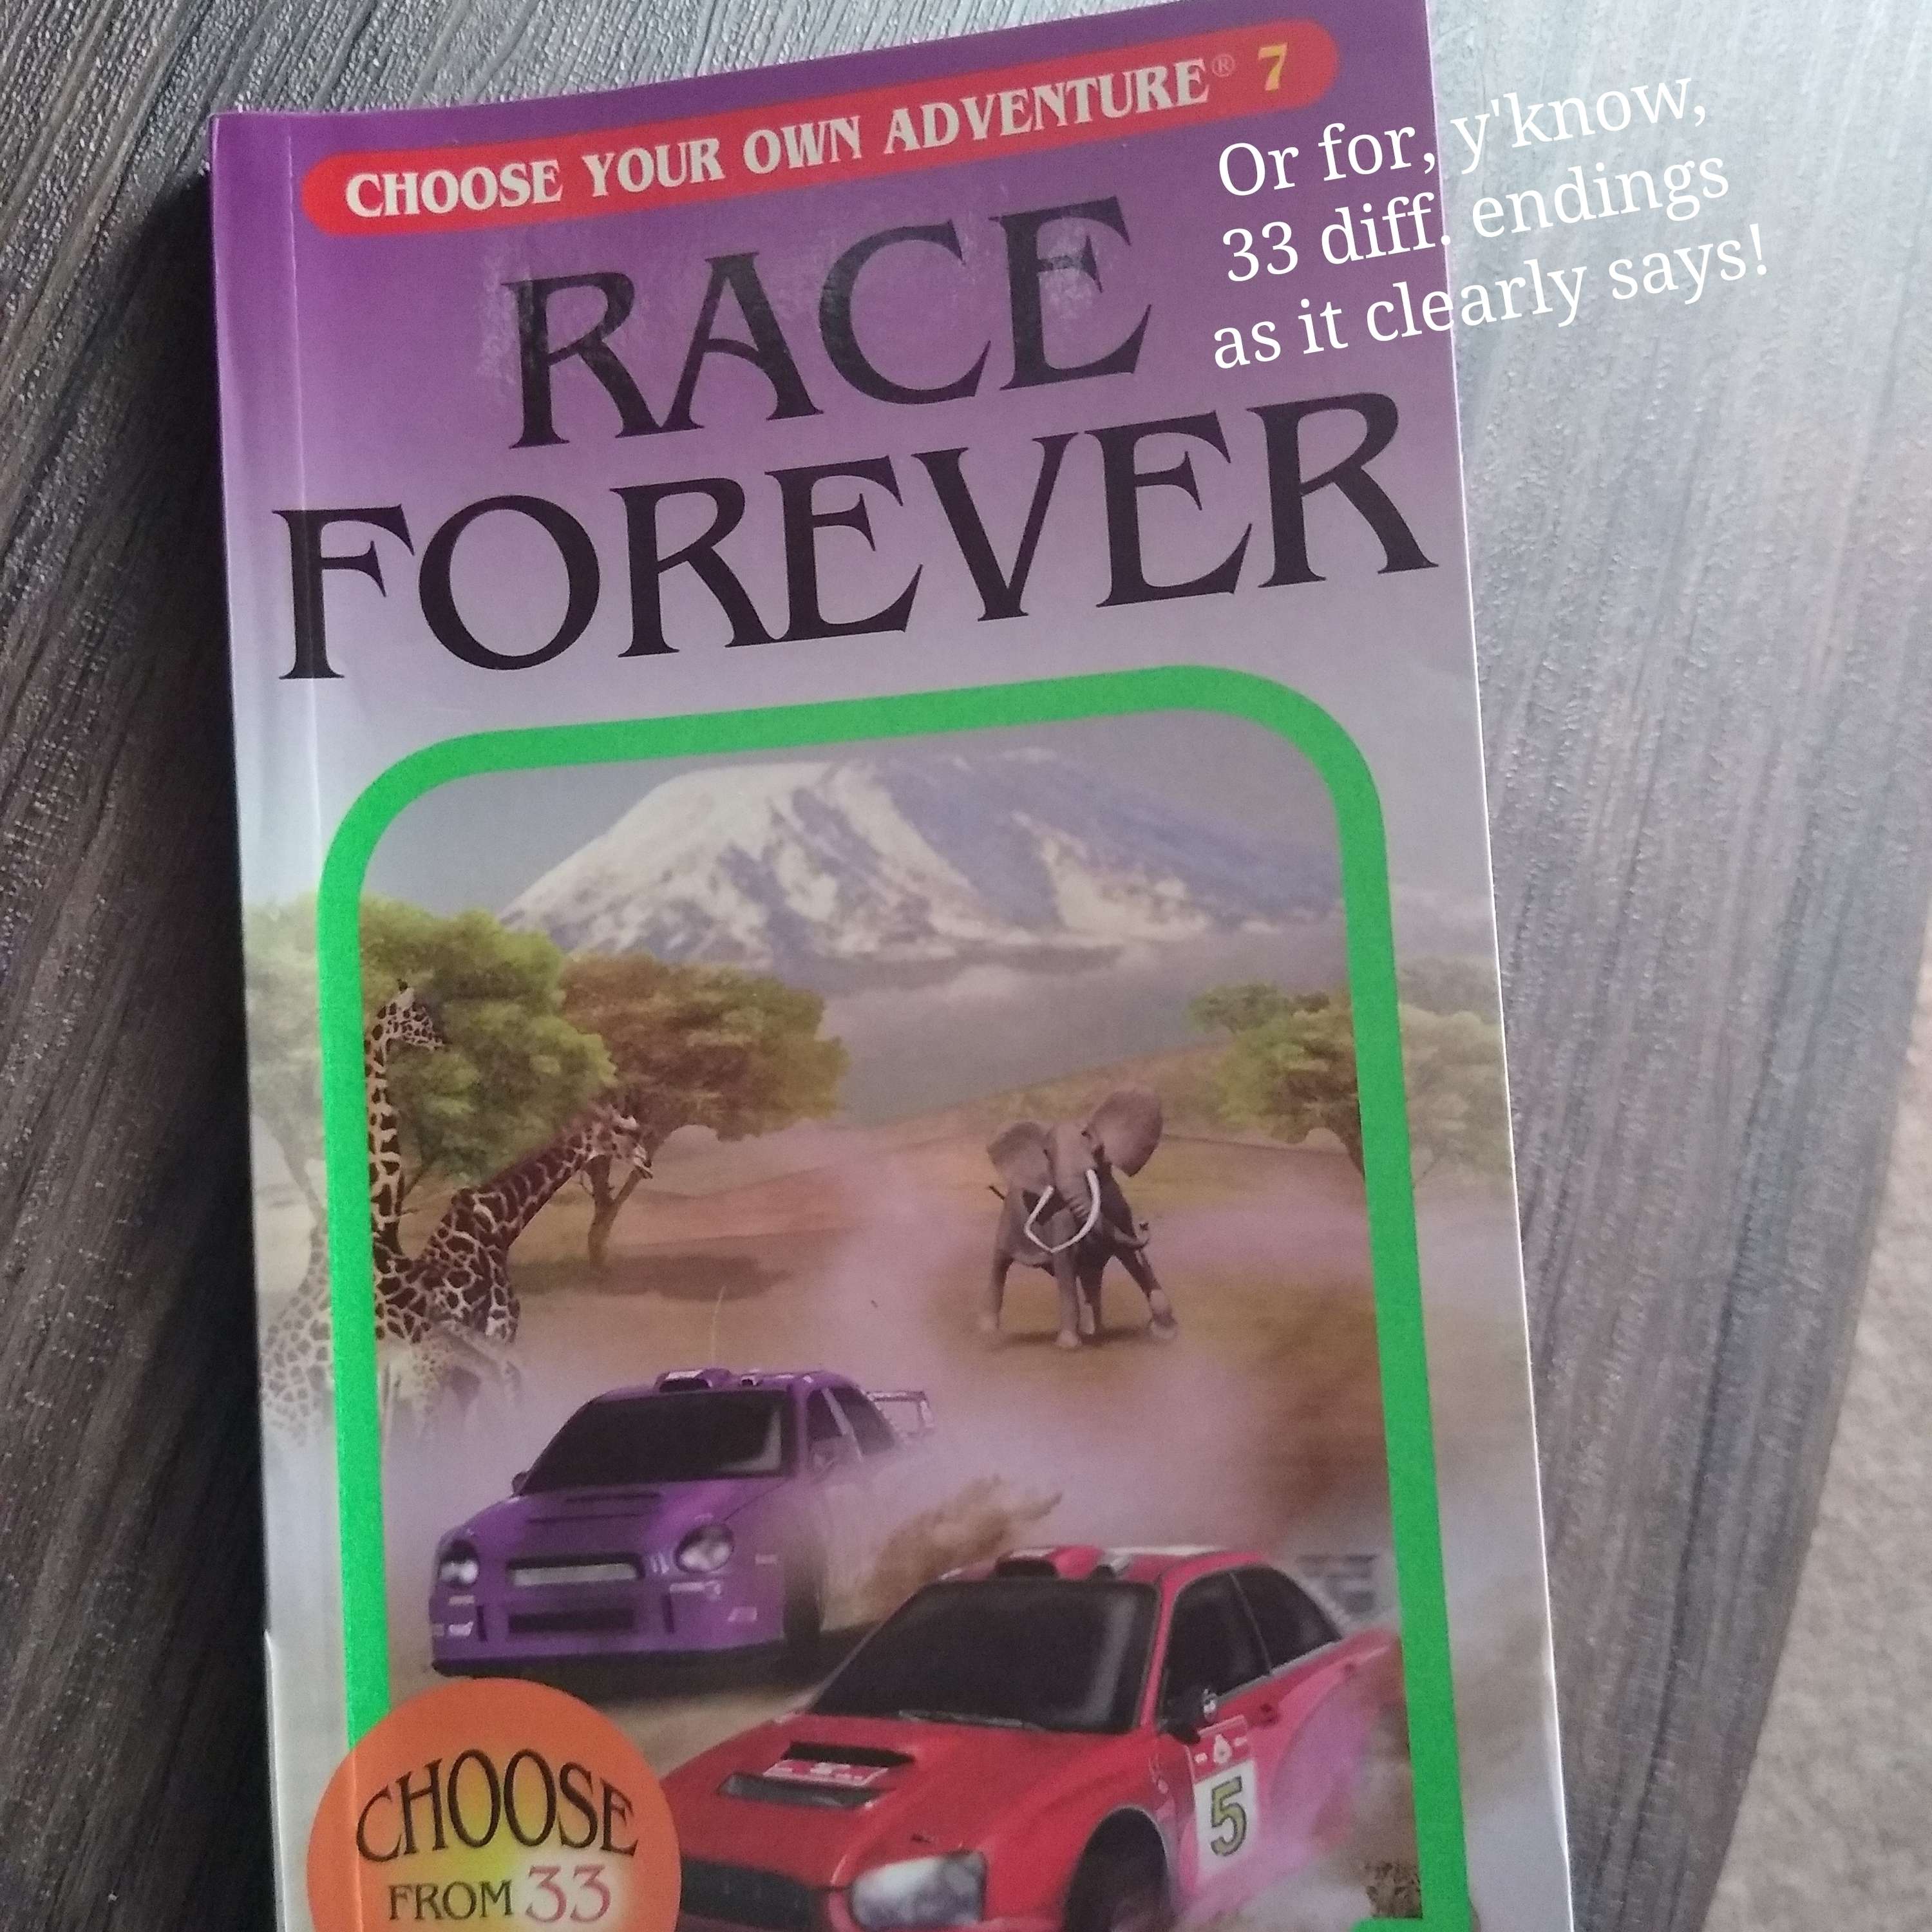 CHOOSE YOUR OWN ADVENTURE® 7
Or for, y'know,
33 diff. endings
as it clearly says!
RACE
FOREVER
5
CHOOSE
FROM 33